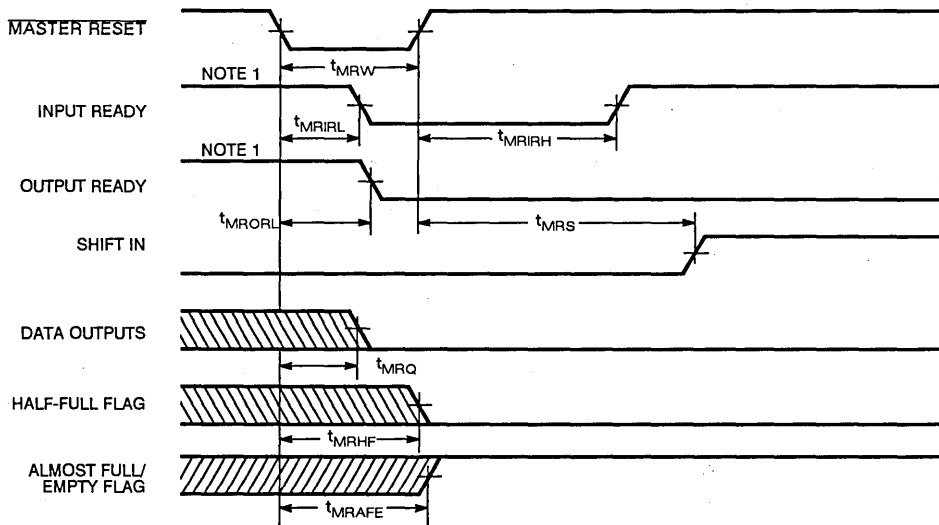 MASTER RESET
tMRW
NOTE 1
INPUT READY
tMRIRL
tMRIRH
NOTE 1
OUTPUT READY
tMRORL
tMRS
SHIFT IN
DATA OUTPUTS
tMRQ
HALF-FULL FLAG
tMRHF
ALMOST FULL/
EMPTY FLAG
tMRAFE